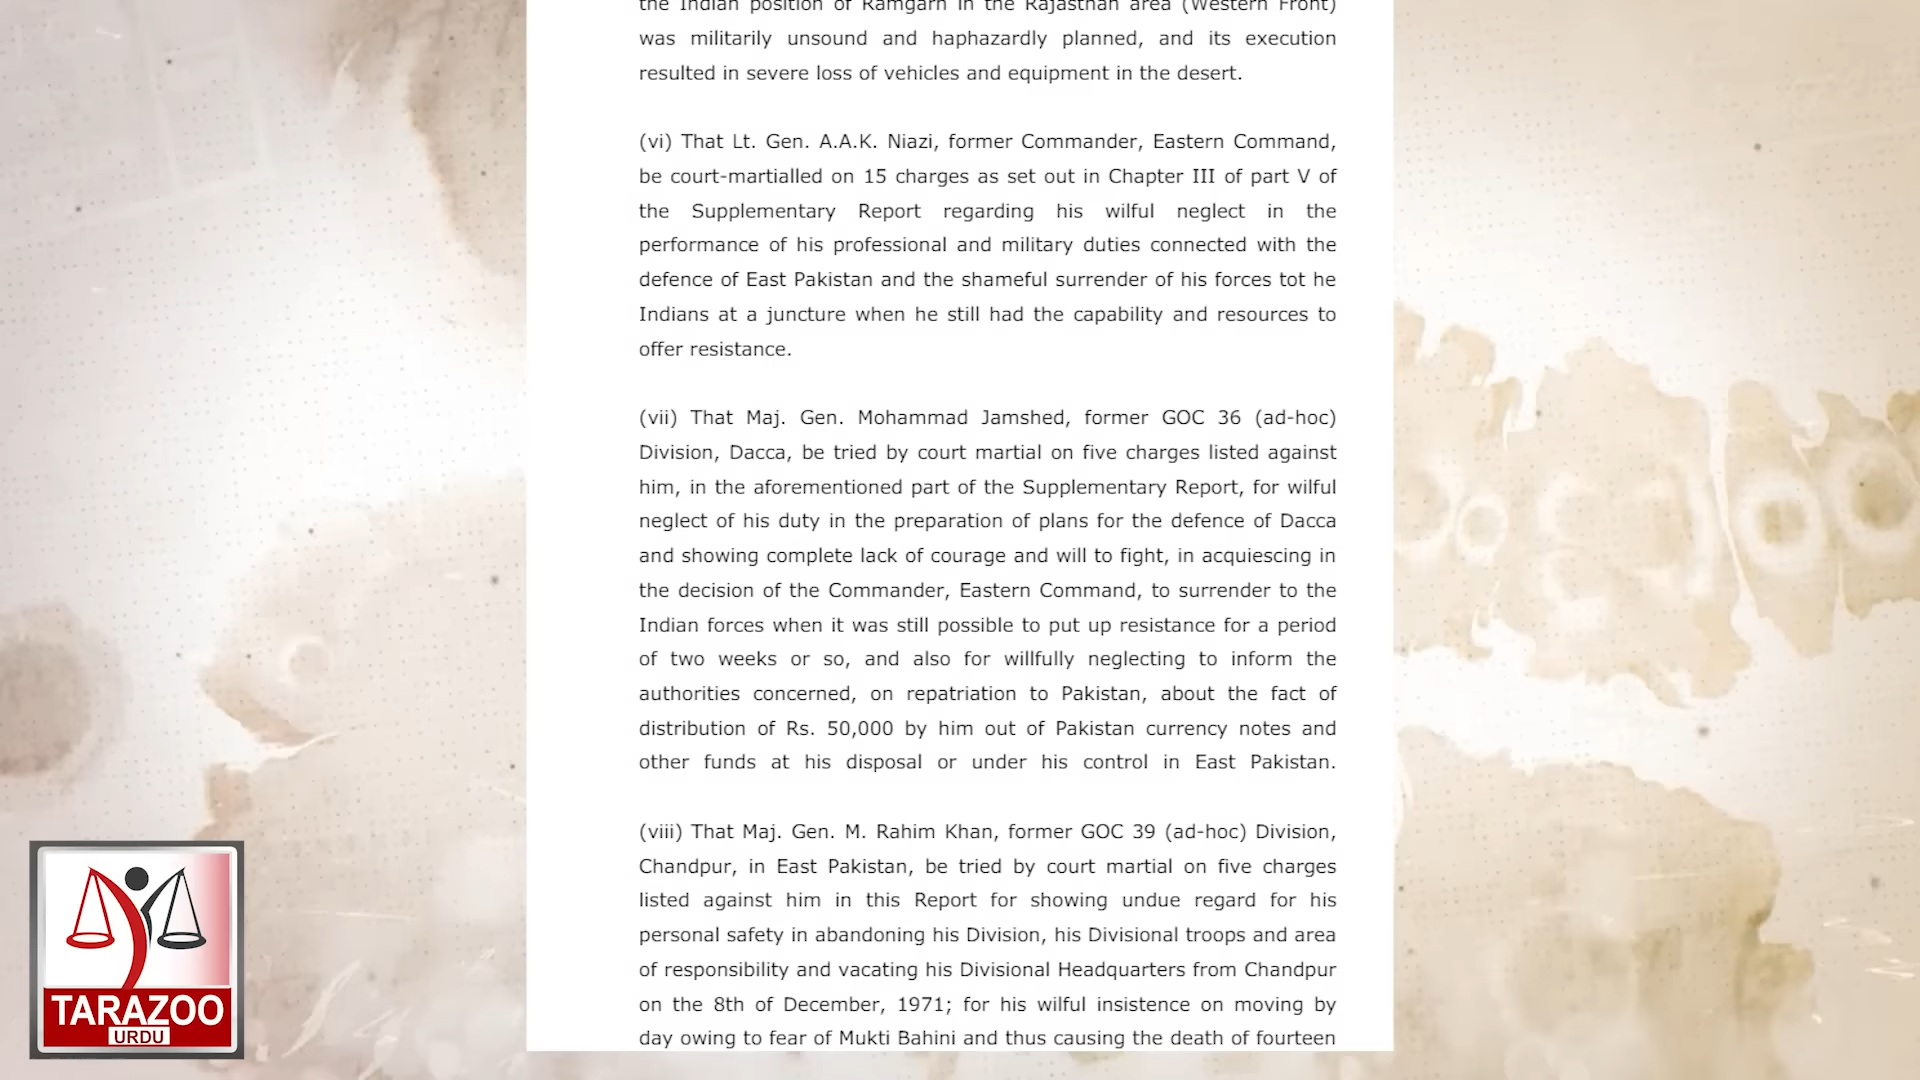 the Indian position of Ramgarh in the Rajasthan area (Western Front)
was militarily unsound and haphazardly planned, and its execution
resulted in severe loss of vehicles and equipment in the desert.
(vi) That Lt. Gen. A.A.K. Niazi, former Commander, Eastern Command,
be court-martialled on 15 charges as set out in Chapter III of part V of
the Supplementary Report regarding his wilful neglect in the
performance of his professional and military duties connected with the
defence of East Pakistan and the shameful surrender of his forces tot he
Indians at a juncture when he still had the capability and resources to
offer resistance.
(vii) That Maj. Gen. Mohammad Jamshed, former GOC 36 (ad-hoc)
Division, Dacca, be tried by court martial on five charges listed against
him, in the aforementioned part of the Supplementary Report, for wilful
neglect of his duty in the preparation of plans for the defence of Dacca
and showing complete lack of courage and will to fight, in acquiescing in
the decision of the Commander, Eastern Command, to surrender to the
Indian forces when it was still possible to put up resistance for a period
of two weeks or so, and also for willfully neglecting to inform the
authorities concerned, on repatriation to Pakistan, about the fact of
distribution of Rs. 50,000 by him out of Pakistan currency notes and
other funds at his disposal or under his control in East Pakistan.
(viii) That Maj. Gen. M. Rahim Khan, former GOC 39 (ad-hoc) Division,
Chandpur, in East Pakistan, be tried by court martial on five charges
listed against him in this Report for showing undue regard for his
personal safety in abandoning his Division, his Divisional troops and area
of responsibility and vacating his Divisional Headquarters from Chandpur
on the 8th of December, 1971; for his wilful insistence on moving by
day owing to fear of Mukti Bahini and thus causing the death of fourteen
TARAZOO
URDU